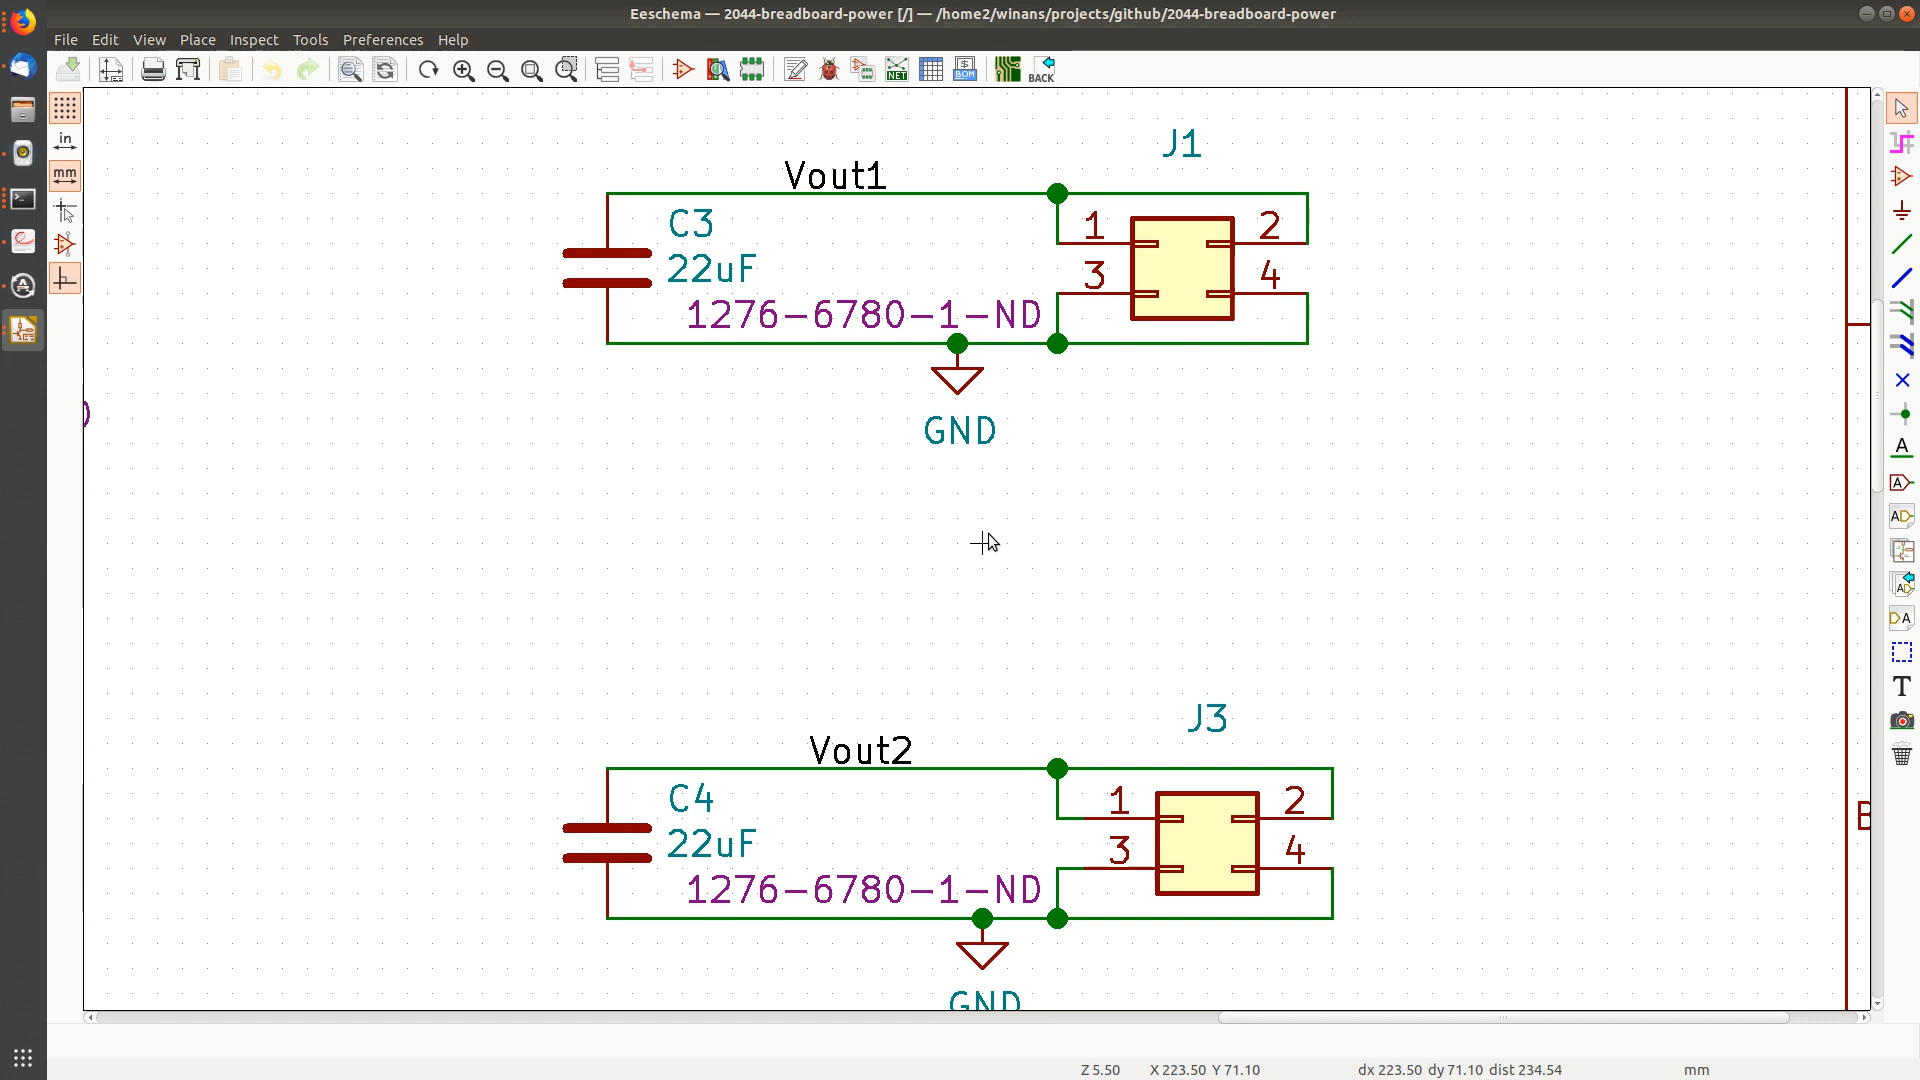 Eeschema — 2044-breadboard-power [/] — /home2/winans/projects/github/2044-breadboard-power
File Edit View Place Inspect Tools Preferences Help
NET
BOM
BACK
in
mm
J1
Vout1
C3
1 2
22uF
3 4
1276-6780-1-ND
GND
J3
Vout2
C4
1 2
22uF
3 4
1276-6780-1-ND
GND
Z 5.50 X 223.50 Y 71.10 dx 223.50 dy 71.10 dist 234.54 mm